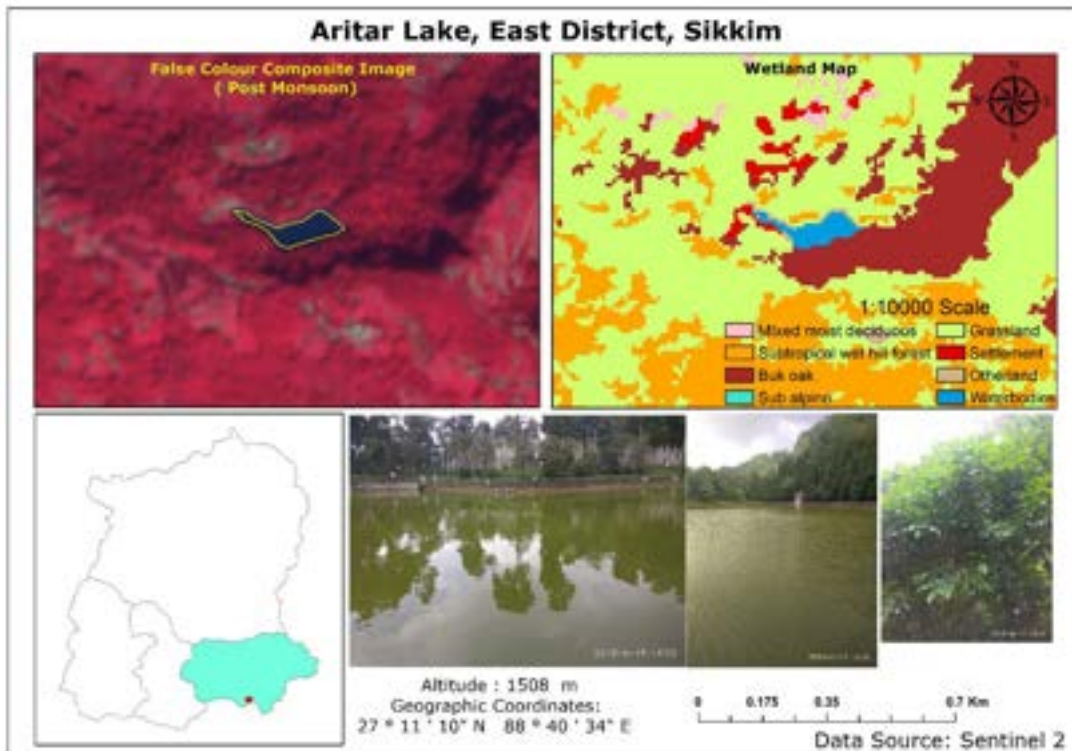 Aritar Lake, East District, Sikkim
False Colour Composite Image
( Post Monsoon)
Wetland Map
N
E
S
1:10000 Scale
Mixed moist deciduous
Grassland
Subtropical wet hill forest
Settlement
Buk oak
Otherland
Sub alpine
Waterbodies
Altitude : 1508 m
Geographic Coordinates:
27 ° 11 ' 10" N 88 ° 40 ' 34" E
0 0.175 0.35 0.7 Km
Data Source: Sentinel 2